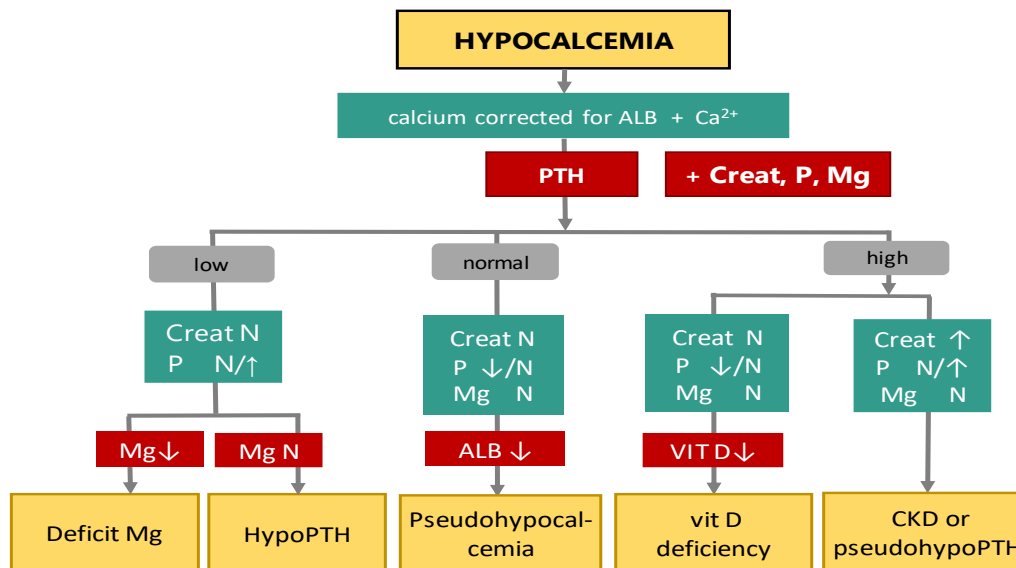 HYPOCALCEMIA
calcium corrected for ALB + Ca²⁺
PTH
+ Creat, P, Mg
low
normal
high
Creat N
P N/↑
Creat N
P ↓/N
Mg N
Creat N
P ↓/N
Mg N
Creat ↑
P N/↑
Mg N
Mg↓
Mg N
ALB ↓
VIT D↓
Deficit Mg
HypoPTH
Pseudohypocal-
cemia
vit D
deficiency
CKD or
pseudohypoPTH